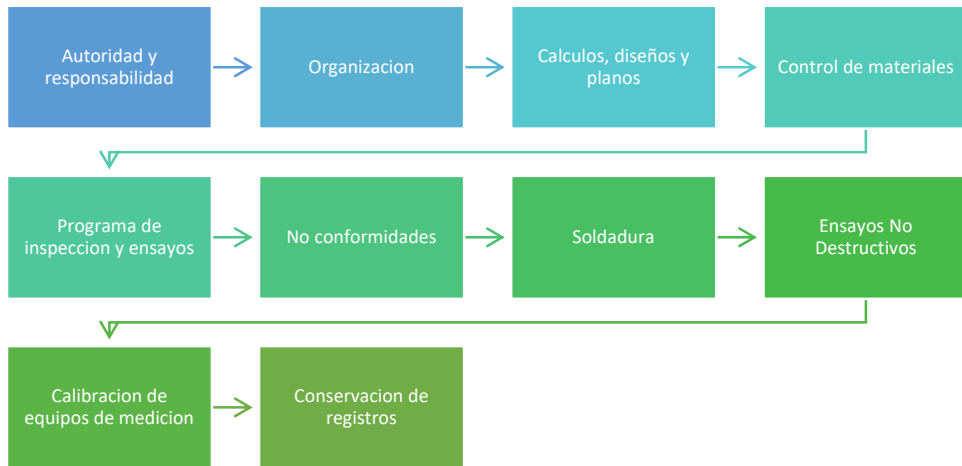 Autoridad y
responsabilidad
Organizacion
Calculos, diseños y
planos
Control de materiales
Programa de
inspeccion y ensayos
No conformidades
Soldadura
Ensayos No
Destructivos
Calibracion de
equipos de medicion
Conservacion de
registros